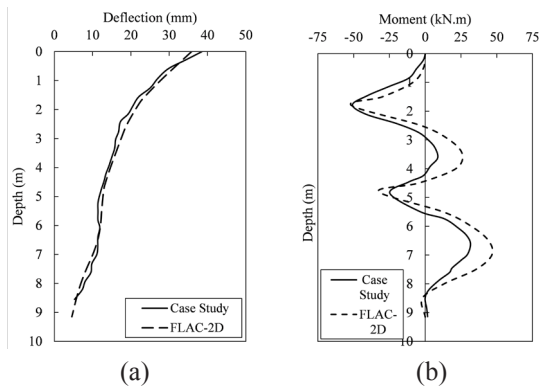 Deflection (mm)
0 10 20 30 40 50 60
0
1
2
3
4
5
6
7
8
9
10
Depth (m)
Case Study
FLAC-2D
(a)
Moment (kN.m)
-75 -50 -25 0 25 50 75
0
1
2
3
4
5
6
7
8
9
10
Depth (m)
Case
Study
FLAC-
2D
(b)